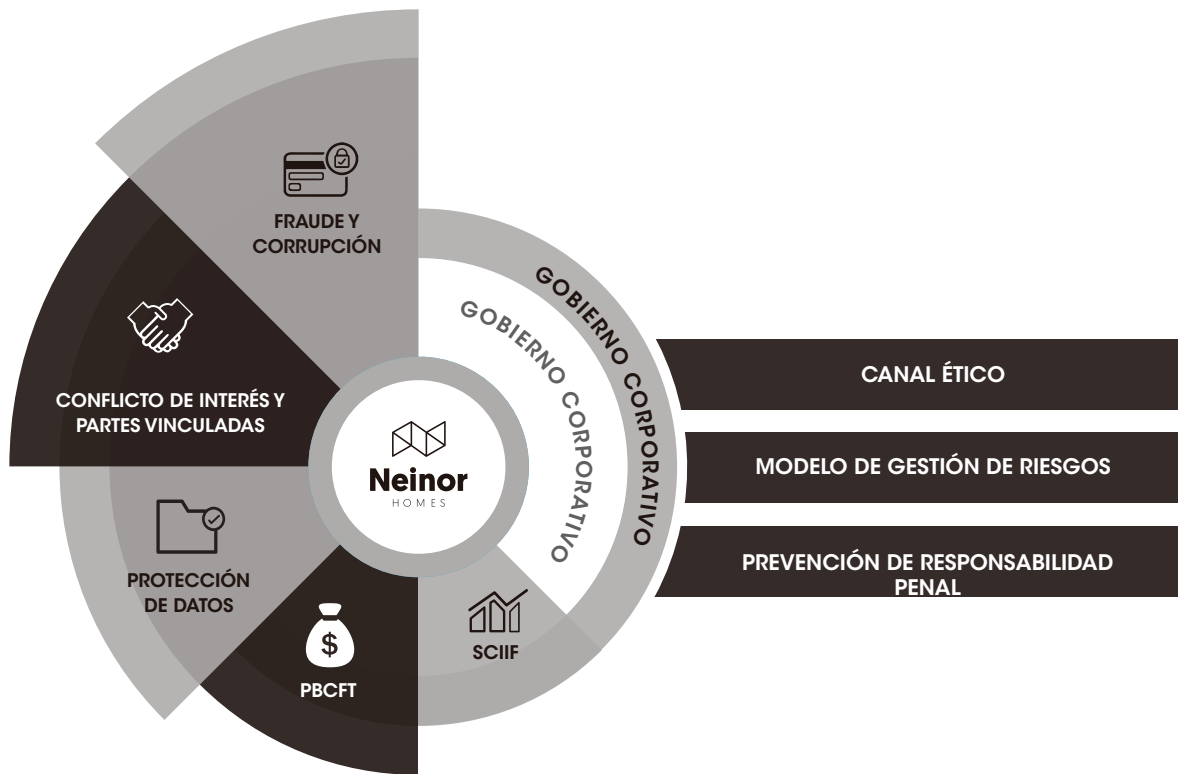 FRAUDE Y
CORRUPCIÓN
CONFLICTO DE INTERÉS Y
PARTES VINCULADAS
PROTECCIÓN
DE DATOS
$
PBCFT
SCIIF
Neinor
HOMES
GOBIERNO CORPORATIVO
GOBIERNO CORPORATIVO
CANAL ÉTICO
MODELO DE GESTIÓN DE RIESGOS
PREVENCIÓN DE RESPONSABILIDAD
PENAL